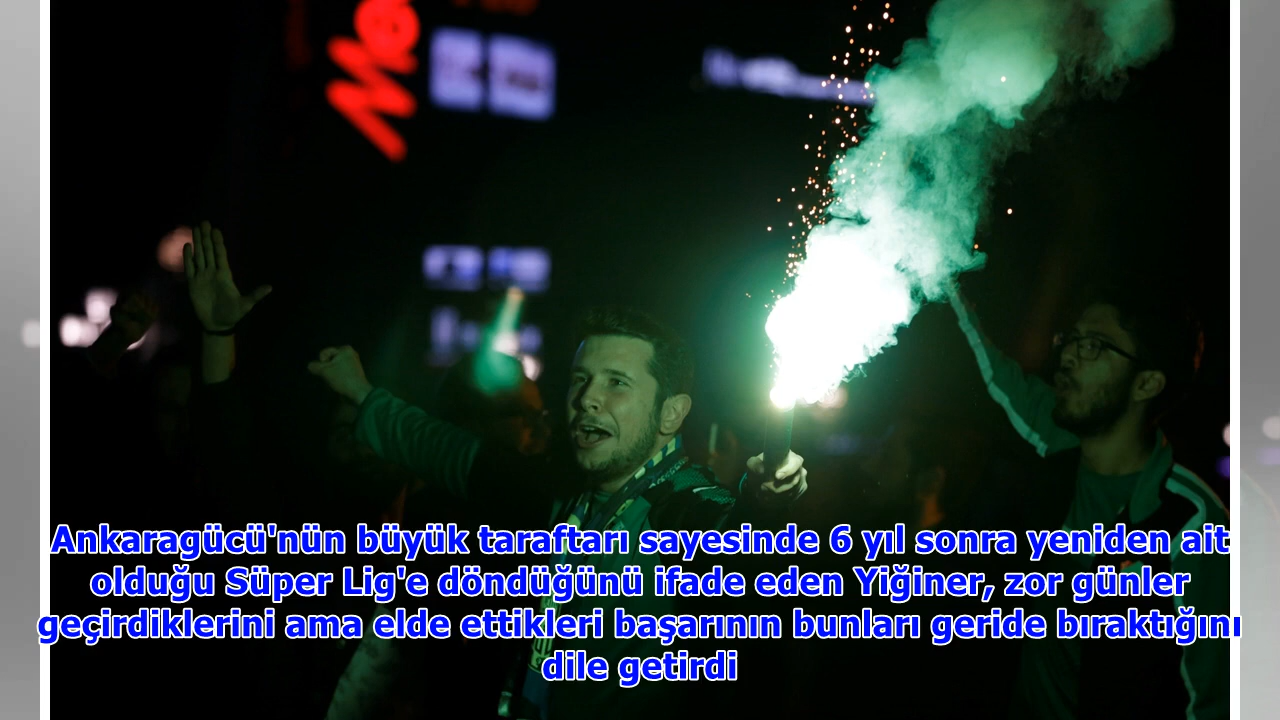 Ankaragücü'nün büyük taraftarı sayesinde 6 yıl sonra yeniden ait
olduğu Süper Lig'e döndüğünü ifade eden Yiğiner, zor günler
geçirdiklerini ama elde ettikleri başarının bunları geride bıraktığını
dile getirdi